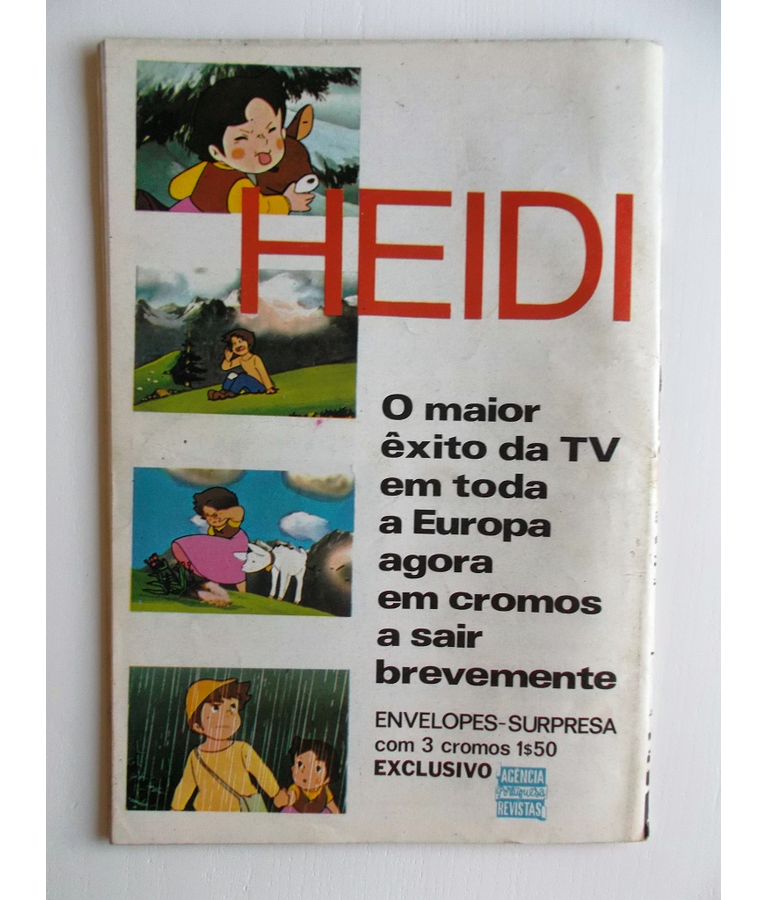 HEIDI
O maior
êxito da TV
em toda
a Europa
agora
em cromos
a sair
brevemente
ENVELOPES-SURPRESA
com 3 cromos 1$50
EXCLUSIVO
AGÊNCIA
Portuguesa
REVISTAS